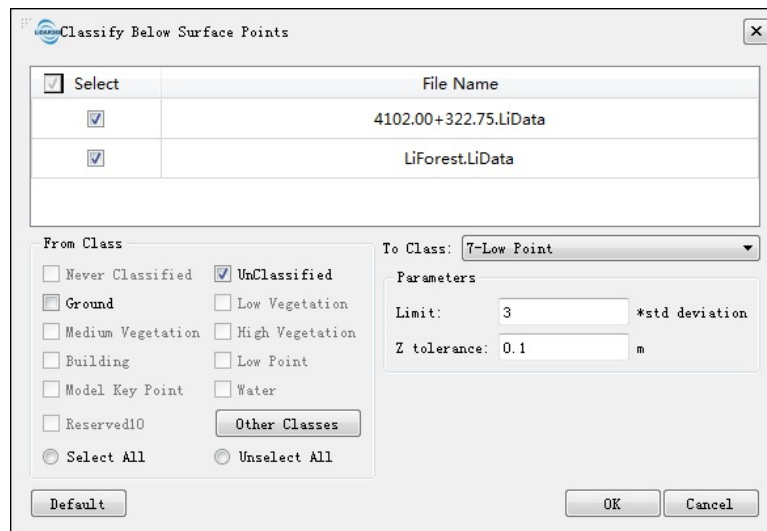 Classify Below Surface Points
Select File Name
4102.00+322.75.LiData
LiForest.LiData
From Class
Never Classified UnClassified
Ground Low Vegetation
Medium Vegetation High Vegetation
Building Low Point
Model Key Point Water
Reserved10 Other Classes
Select All Unselect All
To Class: 7-Low Point
Parameters
Limit: 3 *std deviation
Z tolerance: 0.1 m
Default OK Cancel